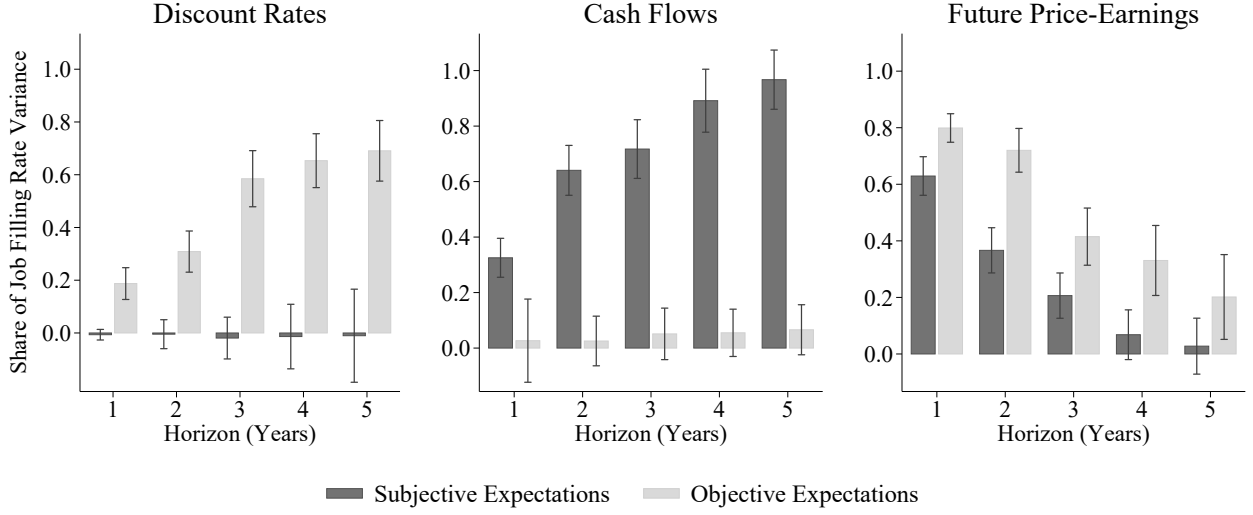 Discount Rates
Cash Flows
Future Price-Earnings
Share of Job Filling Rate Variance
1.0
0.8
0.6
0.4
0.2
0.0
1 2 3 4 5
Horizon (Years)
1.0
0.8
0.6
0.4
0.2
0.0
1 2 3 4 5
Horizon (Years)
1.0
0.8
0.6
0.4
0.2
0.0
1 2 3 4 5
Horizon (Years)
Subjective Expectations
Objective Expectations